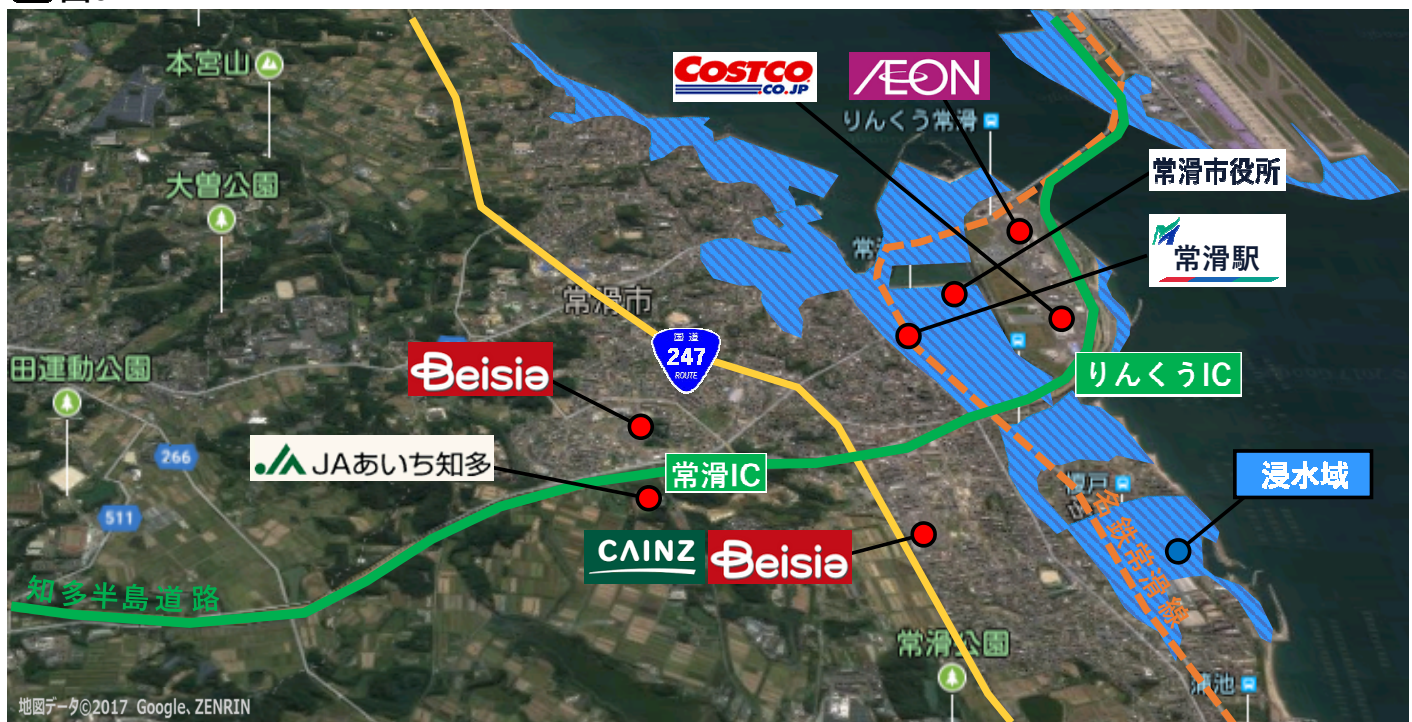 本宮山
COSTCO
.CO.JP
ÆON
りんくう常滑
常滑市役所
大曽公園
常滑駅
常滑市
国道
247
ROUTE
田運動公園
Beisia
りんくうIC
266
JAあいち知多
常滑IC
浸水域
511
名鉄常滑線
CAINZ
Beisia
知多半島道路
常滑公園
蒲池
地図データ©2017 Google、ZENRIN